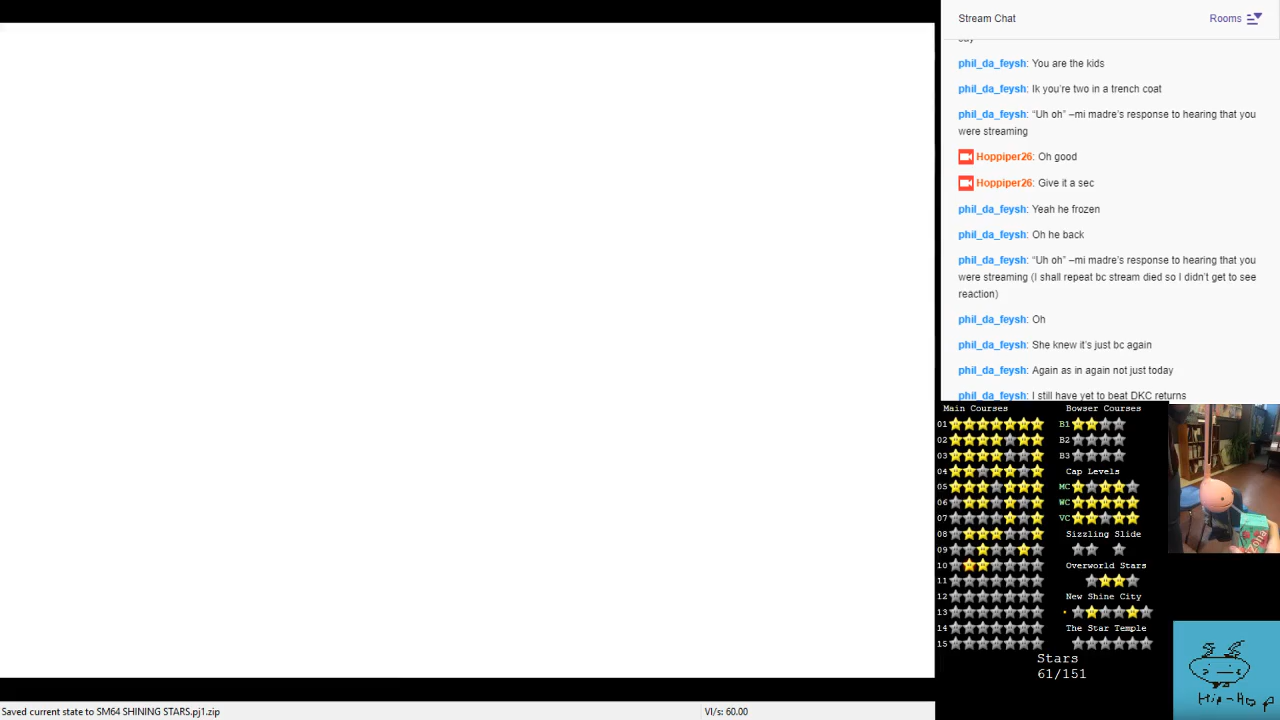 Stream Chat
Rooms
say
phil_da_feysh: You are the kids
phil_da_feysh: Ik you're two in a trench coat
phil_da_feysh: “Uh oh” –mi madre's response to hearing that you
were streaming
Hoppiper26: Oh good
Hoppiper26: Give it a sec
phil_da_feysh: Yeah he frozen
phil_da_feysh: Oh he back
phil_da_feysh: “Uh oh” –mi madre's response to hearing that you
were streaming (I shall repeat bc stream died so I didn't get to see
reaction)
phil_da_feysh: Oh
phil_da_feysh: She knew it's just bc again
phil_da_feysh: Again as in again not just today
phil_da_feysh: I still have yet to beat DKC returns
Main Courses
01
02
03
04
05
06
07
08
09
10
11
12
13
14
15
Bowser Courses
B1
B2
B3
Cap Levels
MC
WC
VC
Sizzling Slide
Overworld Stars
New Shine City
The Star Temple
Stars
61/151
Hip-Hop
Saved current state to SM64 SHINING STARS.pj1.zip
VI/s: 60.00